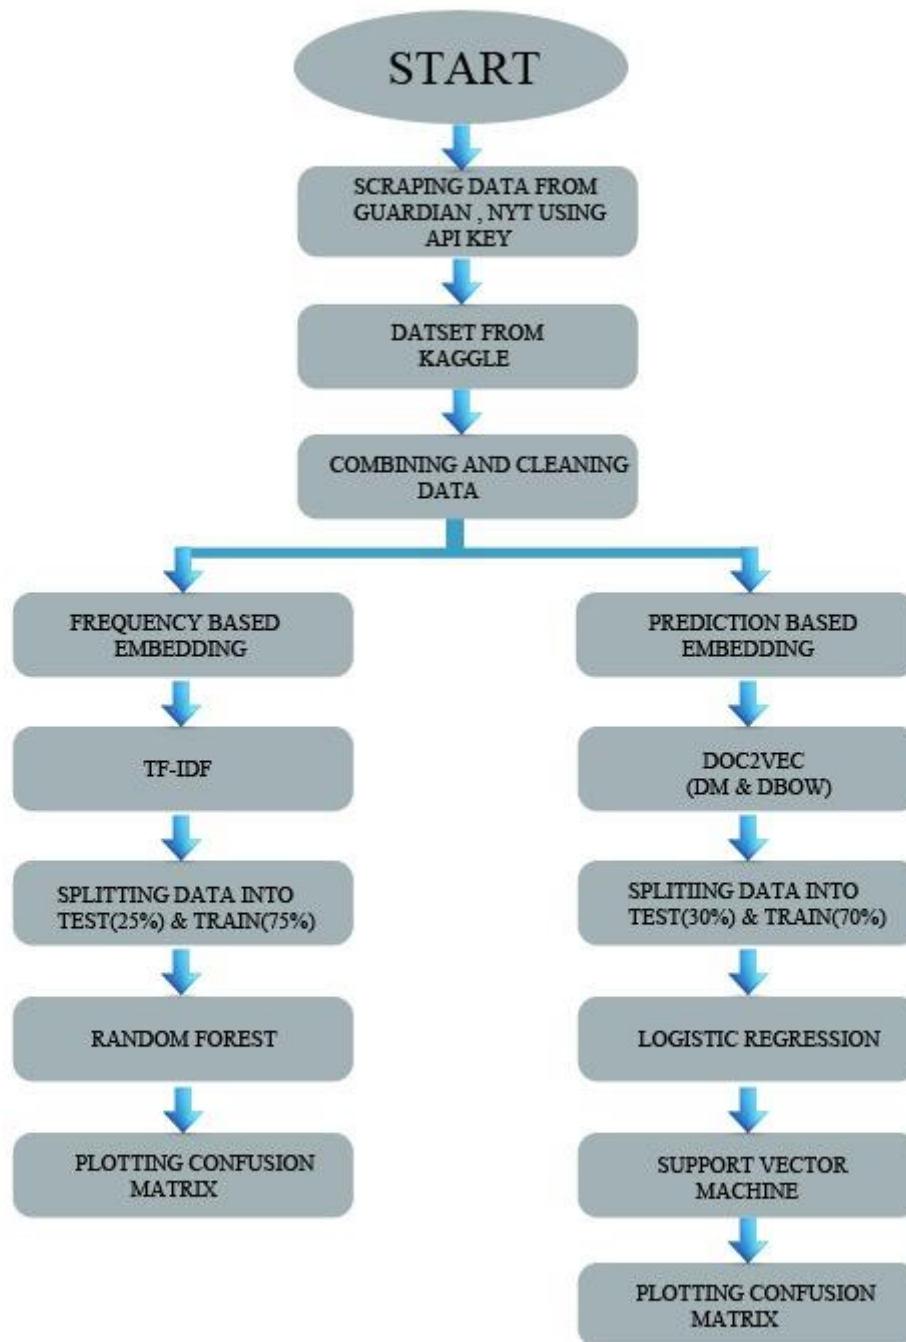 START
SCRAPING DATA FROM
GUARDIAN , NYT USING
API KEY
DATSET FROM
KAGGLE
COMBINING AND CLEANING
DATA
FREQUENCY BASED
EMBEDDING
TF-IDF
SPLITTING DATA INTO
TEST(25%) & TRAIN(75%)
RANDOM FOREST
PLOTTING CONFUSION
MATRIX
PREDICTION BASED
EMBEDDING
DOC2VEC
(DM & DBOW)
SPLITIING DATA INTO
TEST(30%) & TRAIN(70%)
LOGISTIC REGRESSION
SUPPORT VECTOR
MACHINE
PLOTTING CONFUSION
MATRIX